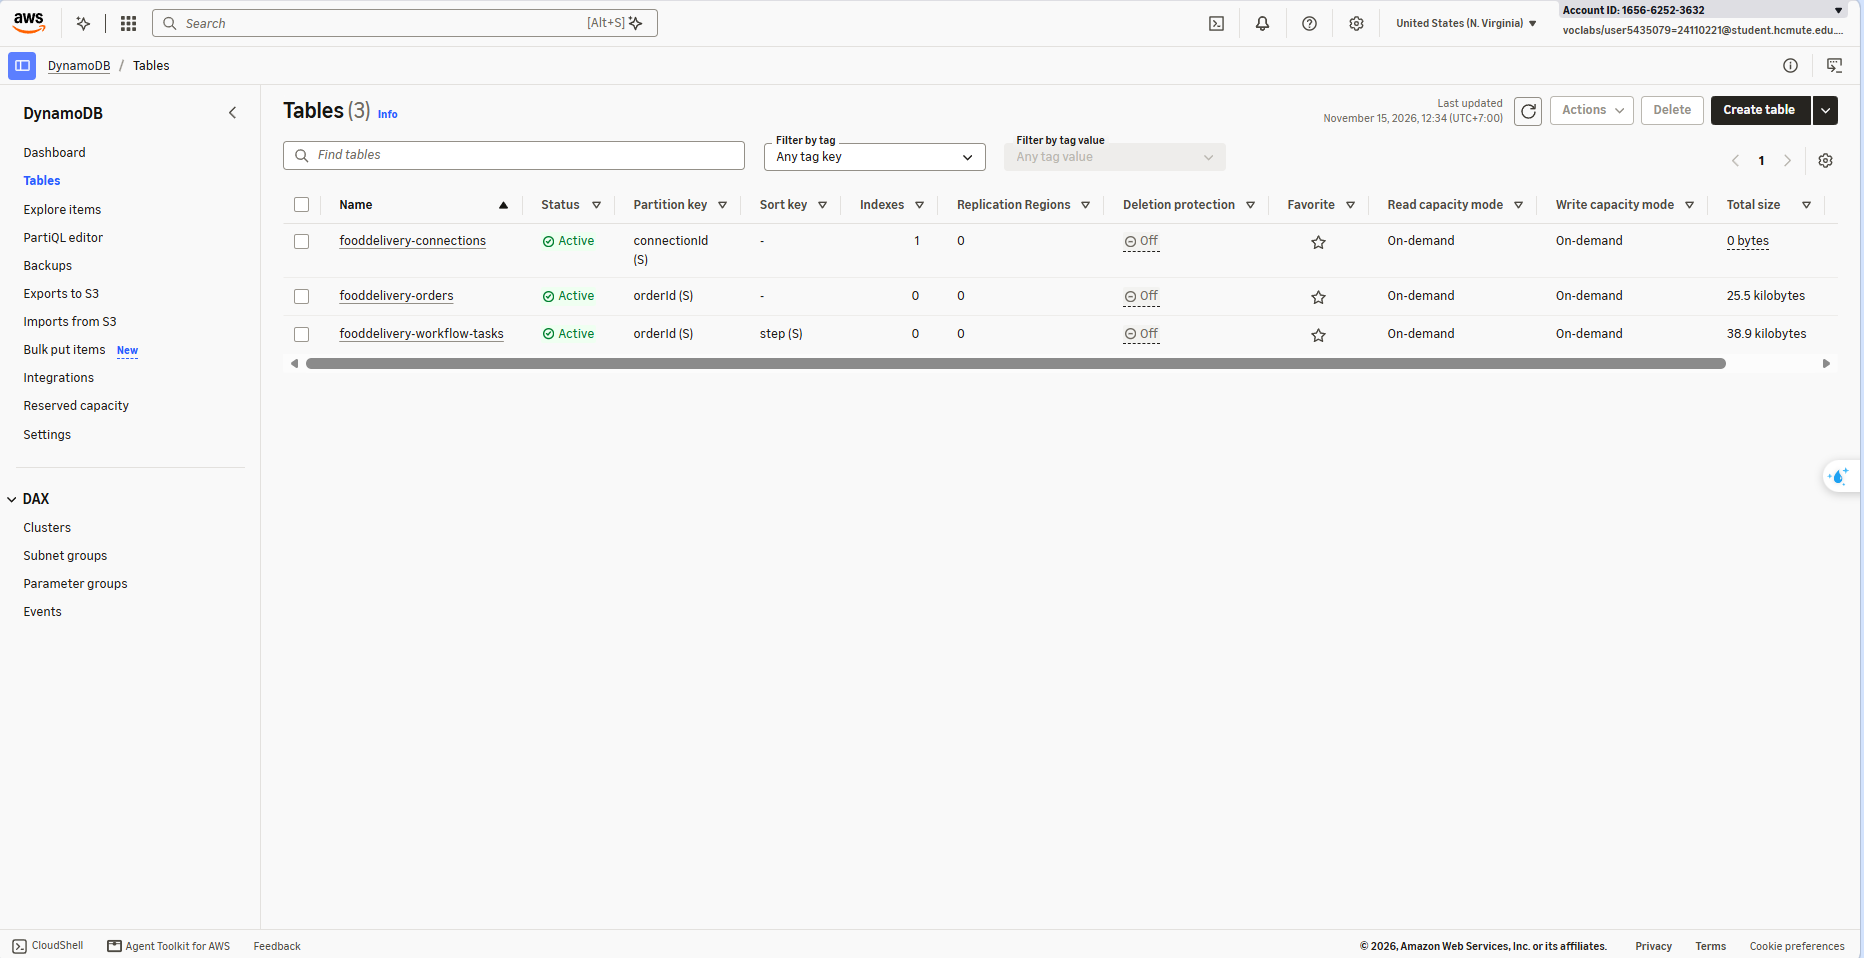 aws
Search [Alt+S]
United States (N. Virginia)
Account ID: 1656-6252-3632
voclabs/user5435079=24110221@student.hcmute.edu....
DynamoDB / Tables
DynamoDB
Dashboard
Tables
Explore items
PartiQL editor
Backups
Exports to S3
Imports from S3
Bulk put items New
Integrations
Reserved capacity
Settings
DAX
Clusters
Subnet groups
Parameter groups
Events
Tables (3) Info
Last updated
November 15, 2026, 12:34 (UTC+7:00)
Actions
Delete
Create table
Find tables
Filter by tag
Any tag key
Filter by tag value
Any tag value
1
Name Status Partition key Sort key Indexes Replication Regions Deletion protection Favorite Read capacity mode Write capacity mode Total size
fooddelivery-connections Active connectionId - 1 0 Off On-demand On-demand 0 bytes
(S)
fooddelivery-orders Active orderId (S) - 0 0 Off On-demand On-demand 25.5 kilobytes
fooddelivery-workflow-tasks Active orderId (S) step (S) 0 0 Off On-demand On-demand 38.9 kilobytes
CloudShell Agent Toolkit for AWS Feedback © 2026, Amazon Web Services, Inc. or its affiliates. Privacy Terms Cookie preferences